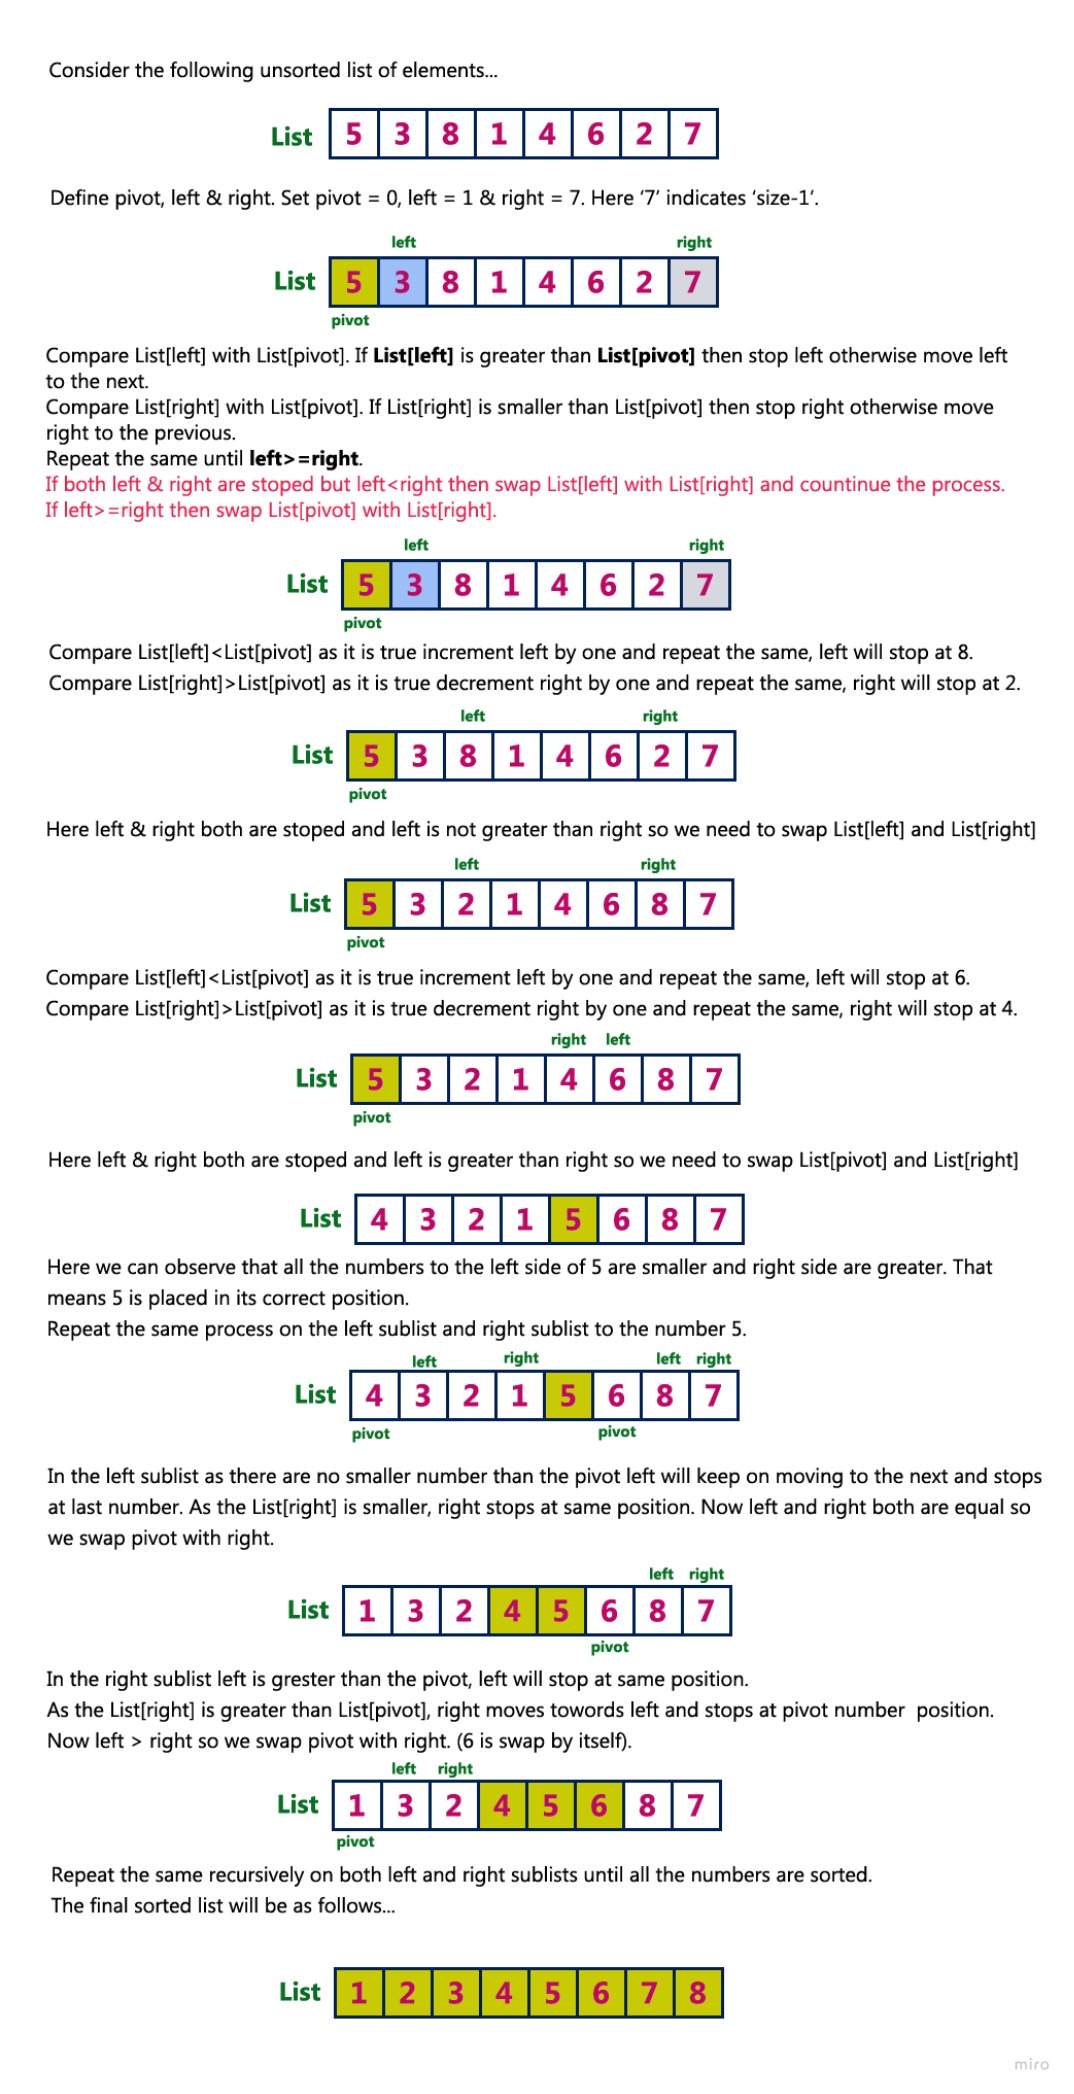 Consider the following unsorted list of elements...
List 5 3 8 1 4 6 2 7
Define pivot, left & right. Set pivot = 0, left = 1 & right = 7. Here ‘7’ indicates ‘size-1’.
left right
List 5 3 8 1 4 6 2 7
pivot
Compare List[left] with List[pivot]. If List[left] is greater than List[pivot] then stop left otherwise move left
to the next.
Compare List[right] with List[pivot]. If List[right] is smaller than List[pivot] then stop right otherwise move
right to the previous.
Repeat the same until left>=right.
If both left & right are stoped but left<right then swap List[left] with List[right] and countinue the process.
If left>=right then swap List[pivot] with List[right].
left right
List 5 3 8 1 4 6 2 7
pivot
Compare List[left]<List[pivot] as it is true increment left by one and repeat the same, left will stop at 8.
Compare List[right]>List[pivot] as it is true decrement right by one and repeat the same, right will stop at 2.
left right
List 5 3 8 1 4 6 2 7
pivot
Here left & right both are stoped and left is not greater than right so we need to swap List[left] and List[right]
left right
List 5 3 2 1 4 6 8 7
pivot
Compare List[left]<List[pivot] as it is true increment left by one and repeat the same, left will stop at 6.
Compare List[right]>List[pivot] as it is true decrement right by one and repeat the same, right will stop at 4.
right left
List 5 3 2 1 4 6 8 7
pivot
Here left & right both are stoped and left is greater than right so we need to swap List[pivot] and List[right]
List 4 3 2 1 5 6 8 7
Here we can observe that all the numbers to the left side of 5 are smaller and right side are greater. That
means 5 is placed in its correct position.
Repeat the same process on the left sublist and right sublist to the number 5.
left right left right
List 4 3 2 1 5 6 8 7
pivot pivot
In the left sublist as there are no smaller number than the pivot left will keep on moving to the next and stops
at last number. As the List[right] is smaller, right stops at same position. Now left and right both are equal so
we swap pivot with right.
left right
List 1 3 2 4 5 6 8 7
pivot
In the right sublist left is grester than the pivot, left will stop at same position.
As the List[right] is greater than List[pivot], right moves towords left and stops at pivot number position.
Now left > right so we swap pivot with right. (6 is swap by itself).
left right
List 1 3 2 4 5 6 8 7
pivot
Repeat the same recursively on both left and right sublists until all the numbers are sorted.
The final sorted list will be as follows...
List 1 2 3 4 5 6 7 8
miro